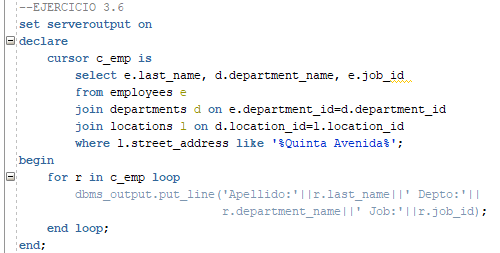 --EJERCICIO 3.6
set serveroutput on
declare
cursor c_emp is
select e.last_name, d.department_name, e.job_id
from employees e
join departments d on e.department_id=d.department_id
join locations l on d.location_id=l.location_id
where l.street_address like '%Quinta Avenida%';
begin
for r in c_emp loop
dbms_output.put_line('Apellido:'||r.last_name||' Depto:'||
r.department_name||' Job:'||r.job_id);
end loop;
end;